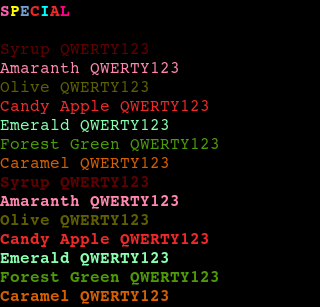 SPECIAL
Syrup QWERTY123
Amaranth QWERTY123
Olive QWERTY123
Candy Apple QWERTY123
Emerald QWERTY123
Forest Green QWERTY123
Caramel QWERTY123
Syrup QWERTY123
Amaranth QWERTY123
Olive QWERTY123
Candy Apple QWERTY123
Emerald QWERTY123
Forest Green QWERTY123
Caramel QWERTY123